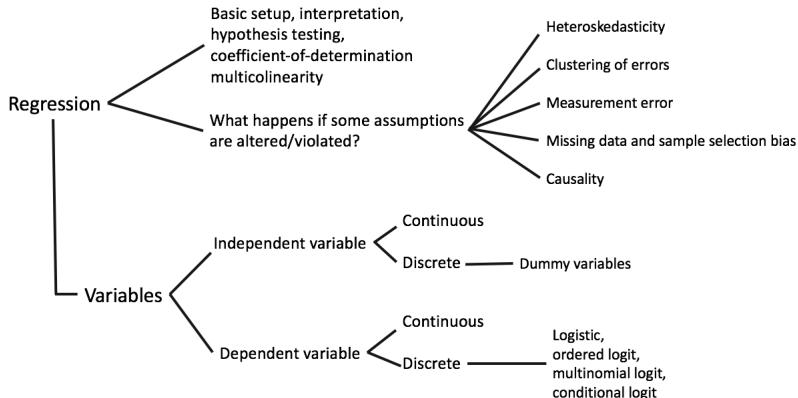 Basic setup, interpretation,
hypothesis testing,
coefficient-of-determination
multicolinearity
Regression
What happens if some assumptions
are altered/violated?
Heteroskedasticity
Clustering of errors
Measurement error
Missing data and sample selection bias
Causality
Variables
Independent variable
Continuous
Discrete
Dummy variables
Dependent variable
Continuous
Discrete
Logistic,
ordered logit,
multinomial logit,
conditional logit